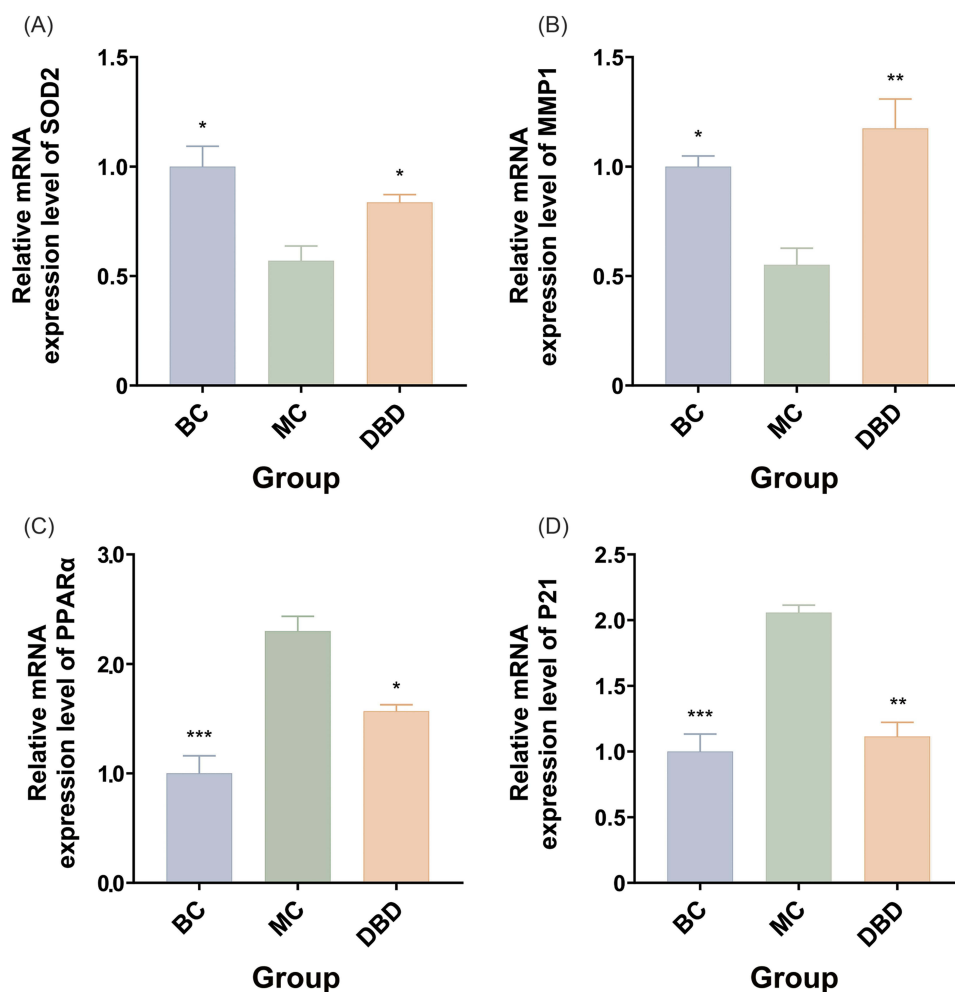 (A)
Relative mRNA
expression level of SOD2
1.5
1.0
0.5
0
*
*
BC
MC
DBD
Group
(B)
Relative mRNA
expression level of MMP1
1.5
1.0
0.5
0
*
**
BC
MC
DBD
Group
(C)
Relative mRNA
expression level of PPARα
3.0
2.0
1.0
0.0
***
*
BC
MC
DBD
Group
(D)
Relative mRNA
expression level of P21
2.5
2.0
1.5
1.0
0.5
0
***
**
BC
MC
DBD
Group